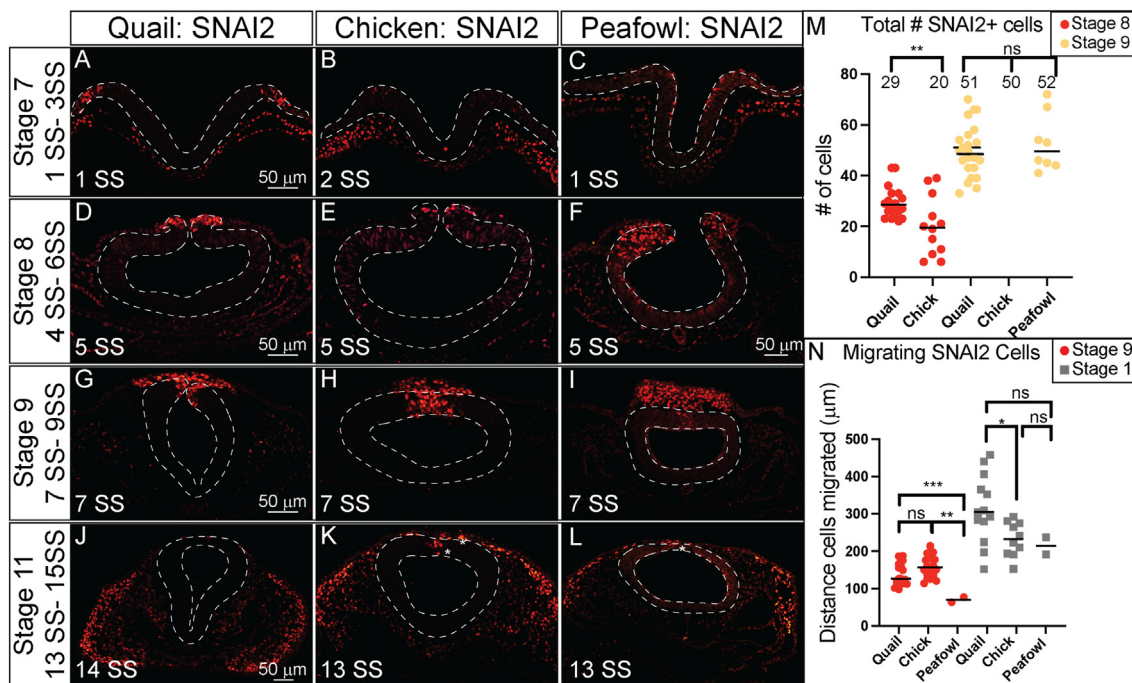 Quail: SNAI2
Chicken: SNAI2
Peafowl: SNAI2
Stage 7
1 SS- 3SS
A
1 SS
50 μm
B
2 SS
C
1 SS
Stage 8
4 SS- 6SS
D
5 SS
50 μm
E
5 SS
F
5 SS
50 μm
Stage 9
7 SS- 9SS
G
7 SS
50 μm
H
7 SS
I
7 SS
Stage 11
13 SS- 15SS
J
14 SS
50 μm
K
*
*
13 SS
L
*
13 SS
M
Total # SNAI2+ cells
Stage 8
Stage 9
**
ns
29
20
51
50
52
# of cells
80
60
40
20
0
Quail
Chick
Quail
Chick
Peafowl
N
Migrating SNAI2 Cells
Stage 9
Stage 1
ns
*
ns
***
ns
**
Distance cells migrated (μm)
500
400
300
200
100
0
Quail
Chick
Peafowl
Quail
Chick
Peafowl